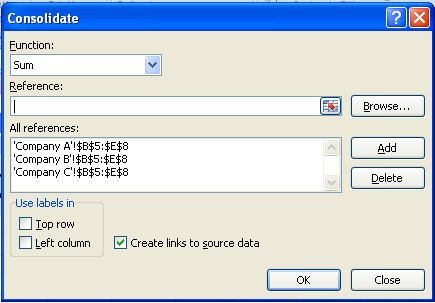 Consolidate
Function:
Sum
Reference:
Browse...
All references:
'Company A'!$B$5:$E$8
'Company B'!$B$5:$E$8
'Company C'!$B$5:$E$8
Add
Delete
Use labels in
Top row
Left column
Create links to source data
OK
Close